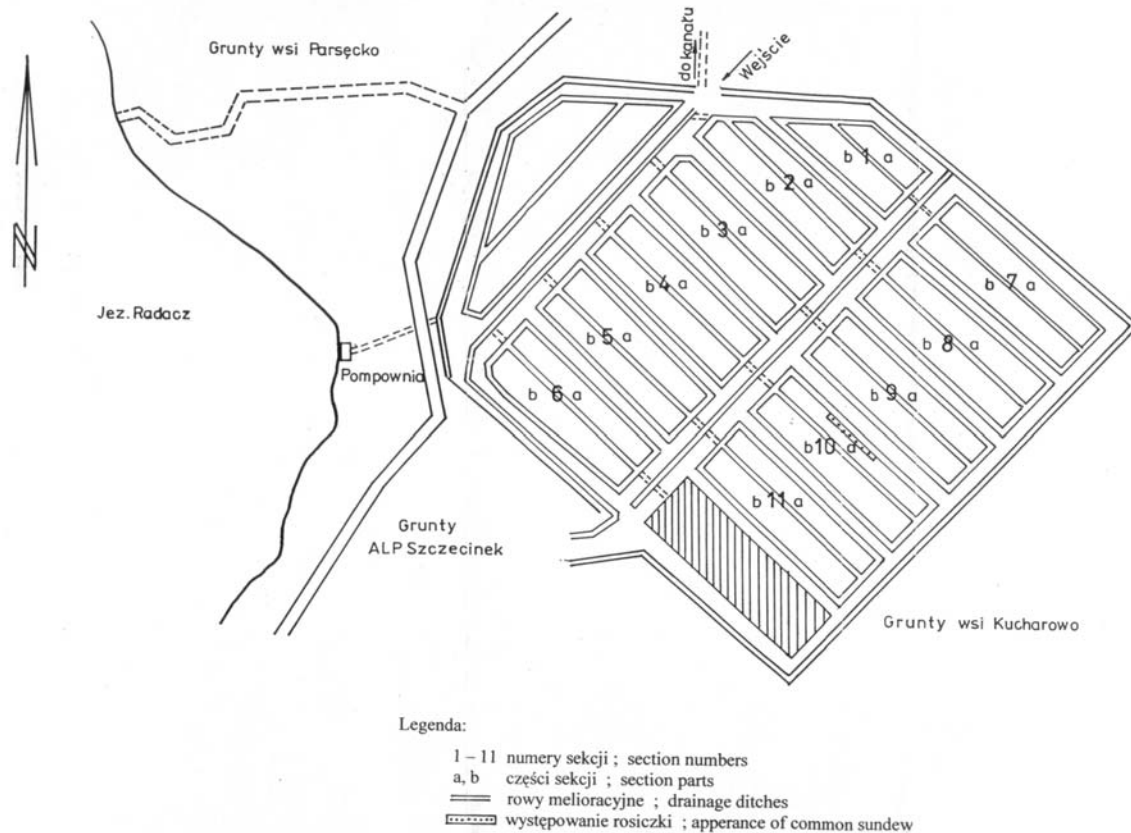 Grunty wsi Parsęcko
do kanału
Wejście
N
Jez. Radacz
Pompownia
b 1 a
b 2 a
b 3 a
b 4 a
b 5 a
b 6 a
b 7 a
b 8 a
b 9 a
b 10 a
b 11 a
Grunty
ALP Szczecinek
Grunty wsi Kucharowo
Legenda:
1 – 11 numery sekcji ; section numbers
a, b części sekcji ; section parts
rowy melioracyjne ; drainage ditches
występowanie rosiczki ; apperance of common sundew